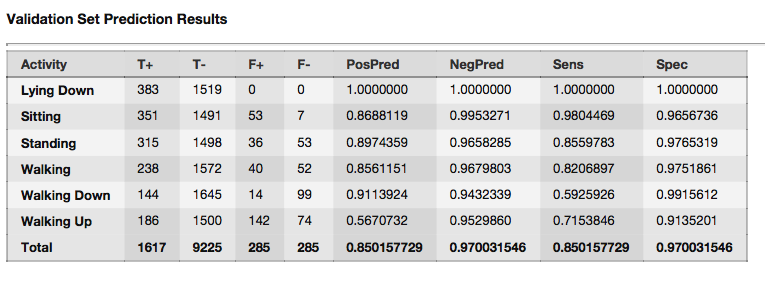 Validation Set Prediction Results
Activity T+ T- F+ F- PosPred NegPred Sens Spec
Lying Down 383 1519 0 0 1.0000000 1.0000000 1.0000000 1.0000000
Sitting 351 1491 53 7 0.8688119 0.9953271 0.9804469 0.9656736
Standing 315 1498 36 53 0.8974359 0.9658285 0.8559783 0.9765319
Walking 238 1572 40 52 0.8561151 0.9679803 0.8206897 0.9751861
Walking Down 144 1645 14 99 0.9113924 0.9432339 0.5925926 0.9915612
Walking Up 186 1500 142 74 0.5670732 0.9529860 0.7153846 0.9135201
Total 1617 9225 285 285 0.850157729 0.970031546 0.850157729 0.970031546